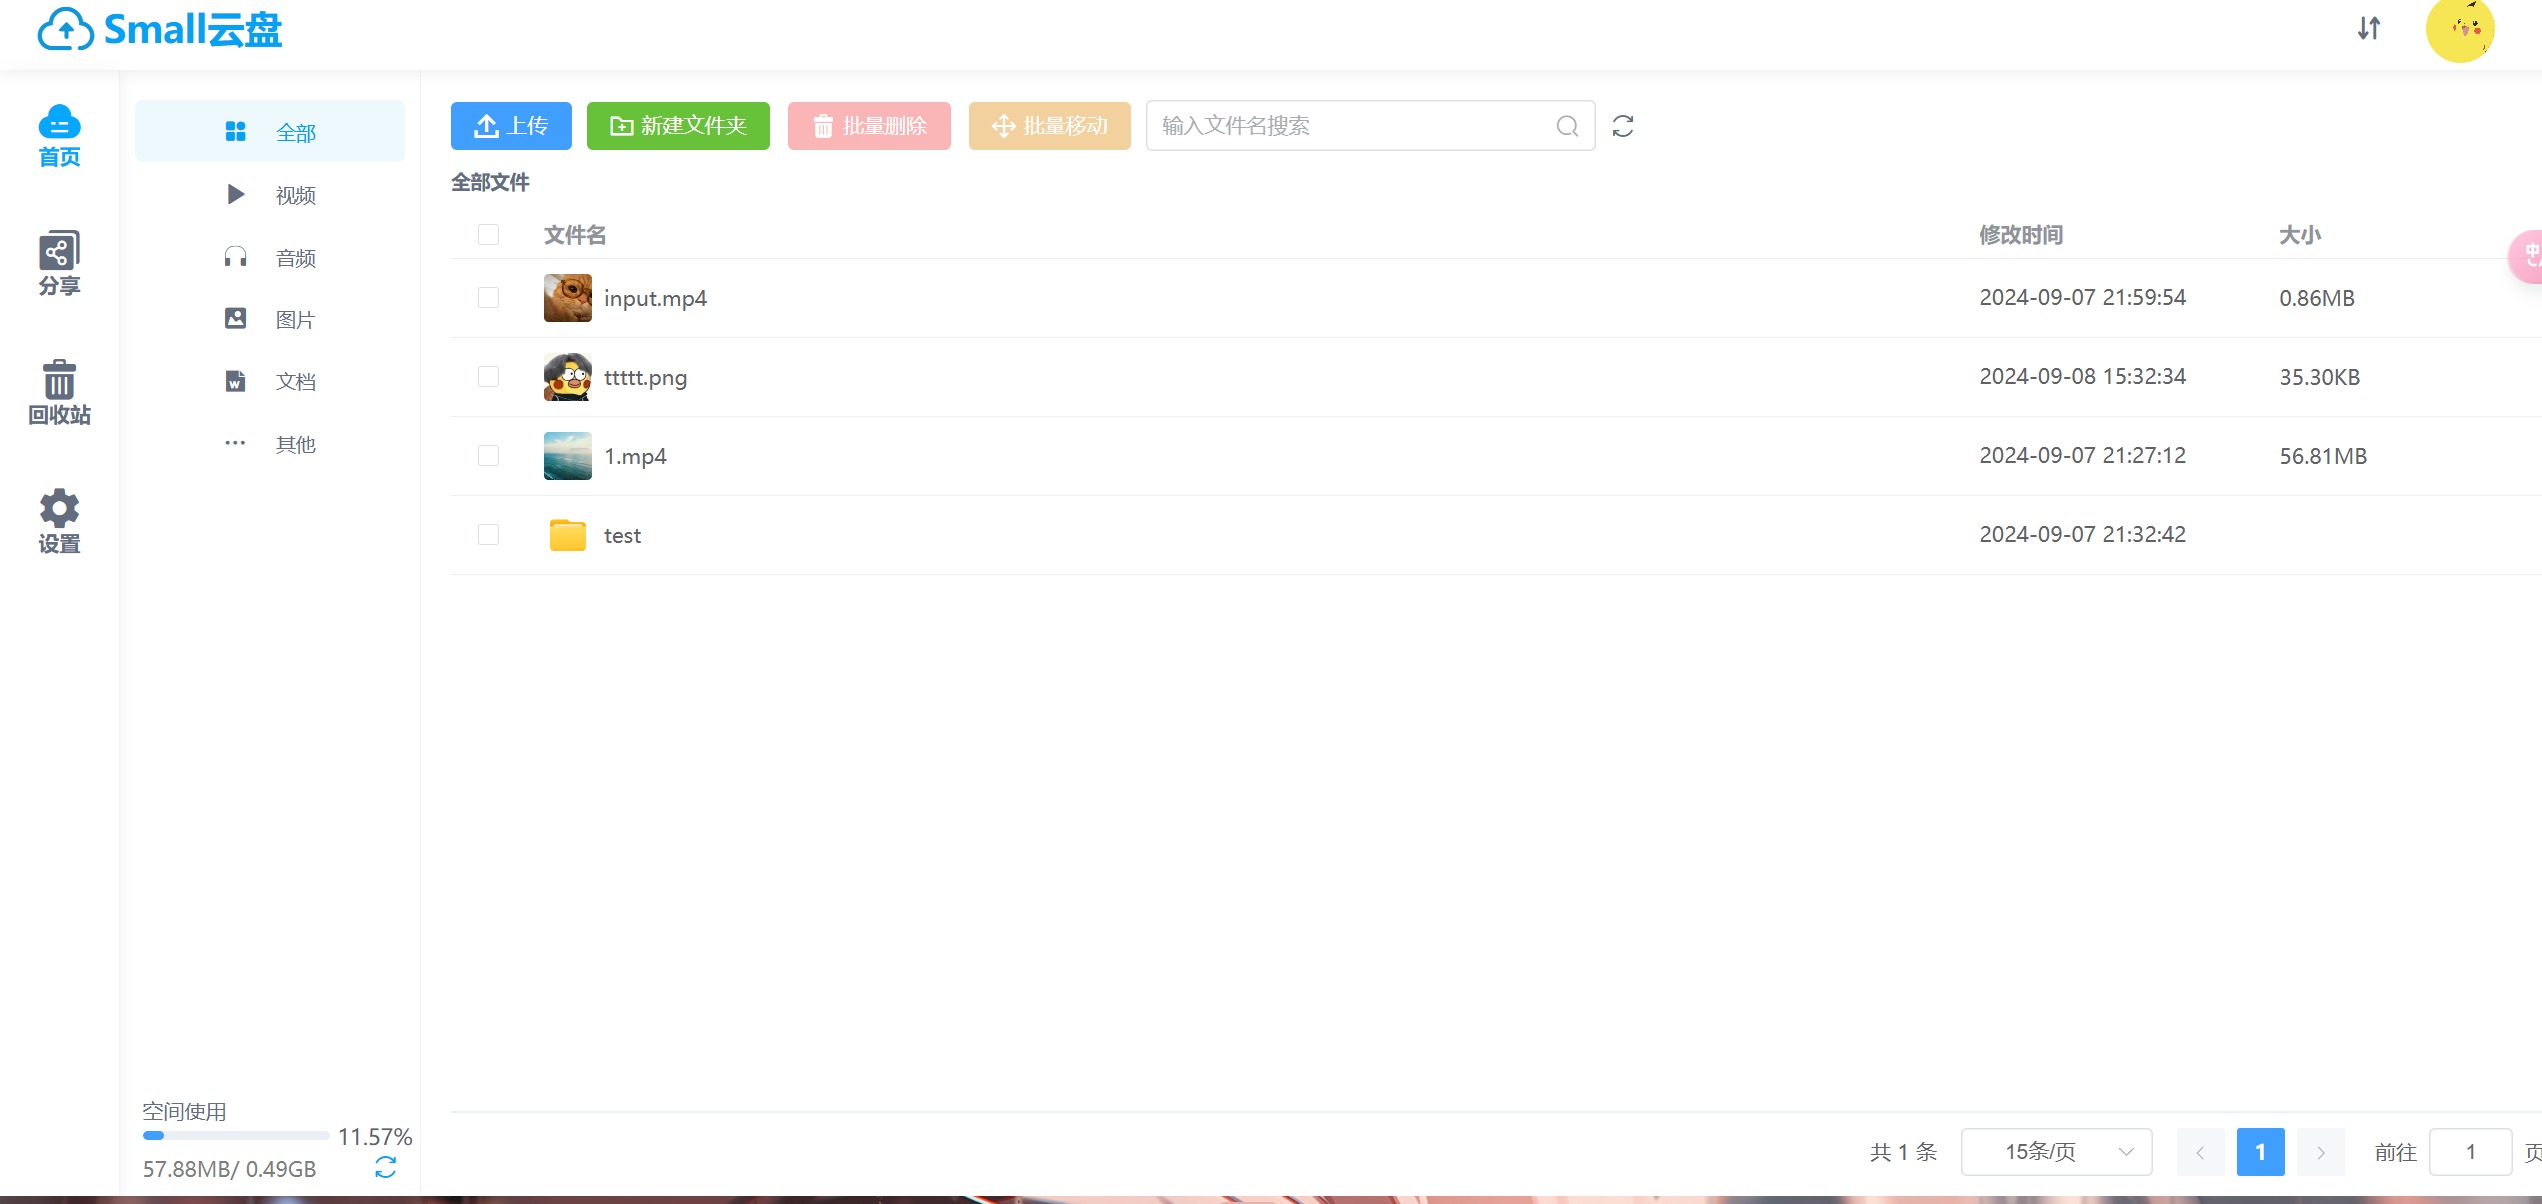 Small云盘
首页
分享
回收站
设置
全部
视频
音频
图片
文档
其他
空间使用
11.57%
57.88MB/ 0.49GB
上传 新建文件夹 批量删除 批量移动 输入文件名搜索
全部文件
文件名 修改时间 大小
input.mp4 2024-09-07 21:59:54 0.86MB
ttttt.png 2024-09-08 15:32:34 35.30KB
1.mp4 2024-09-07 21:27:12 56.81MB
test 2024-09-07 21:32:42
共 1 条 15条/页 1 前往 1 页
中